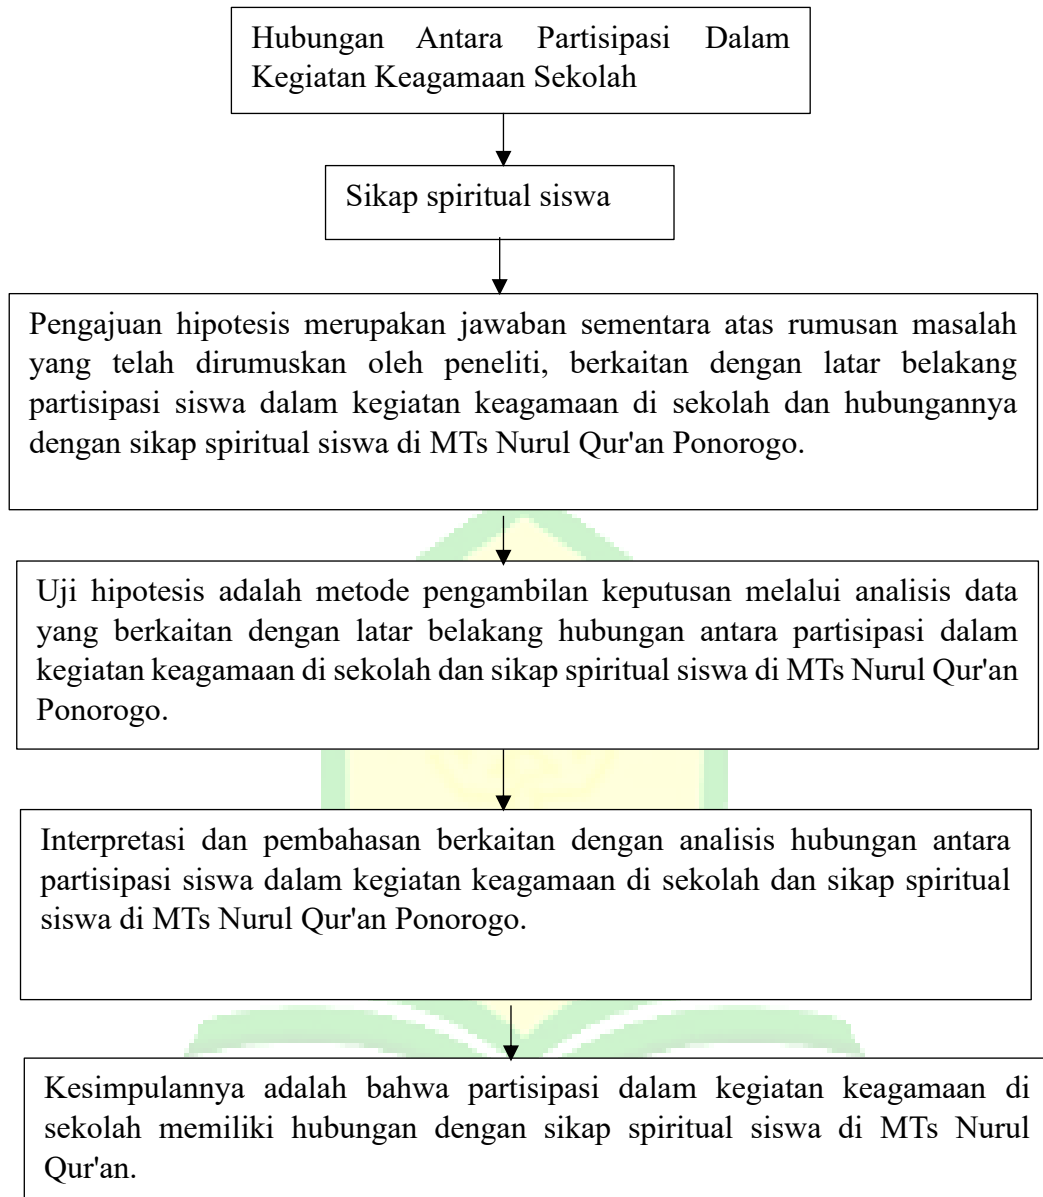 Hubungan Antara Partisipasi Dalam
Kegiatan Keagamaan Sekolah
Sikap spiritual siswa
Pengajuan hipotesis merupakan jawaban sementara atas rumusan masalah
yang telah dirumuskan oleh peneliti, berkaitan dengan latar belakang
partisipasi siswa dalam kegiatan keagamaan di sekolah dan hubungannya
dengan sikap spiritual siswa di MTs Nurul Qur'an Ponorogo.
Uji hipotesis adalah metode pengambilan keputusan melalui analisis data
yang berkaitan dengan latar belakang hubungan antara partisipasi dalam
kegiatan keagamaan di sekolah dan sikap spiritual siswa di MTs Nurul Qur'an
Ponorogo.
Interpretasi dan pembahasan berkaitan dengan analisis hubungan antara
partisipasi siswa dalam kegiatan keagamaan di sekolah dan sikap spiritual
siswa di MTs Nurul Qur'an Ponorogo.
Kesimpulannya adalah bahwa partisipasi dalam kegiatan keagamaan di
sekolah memiliki hubungan dengan sikap spiritual siswa di MTs Nurul
Qur'an.